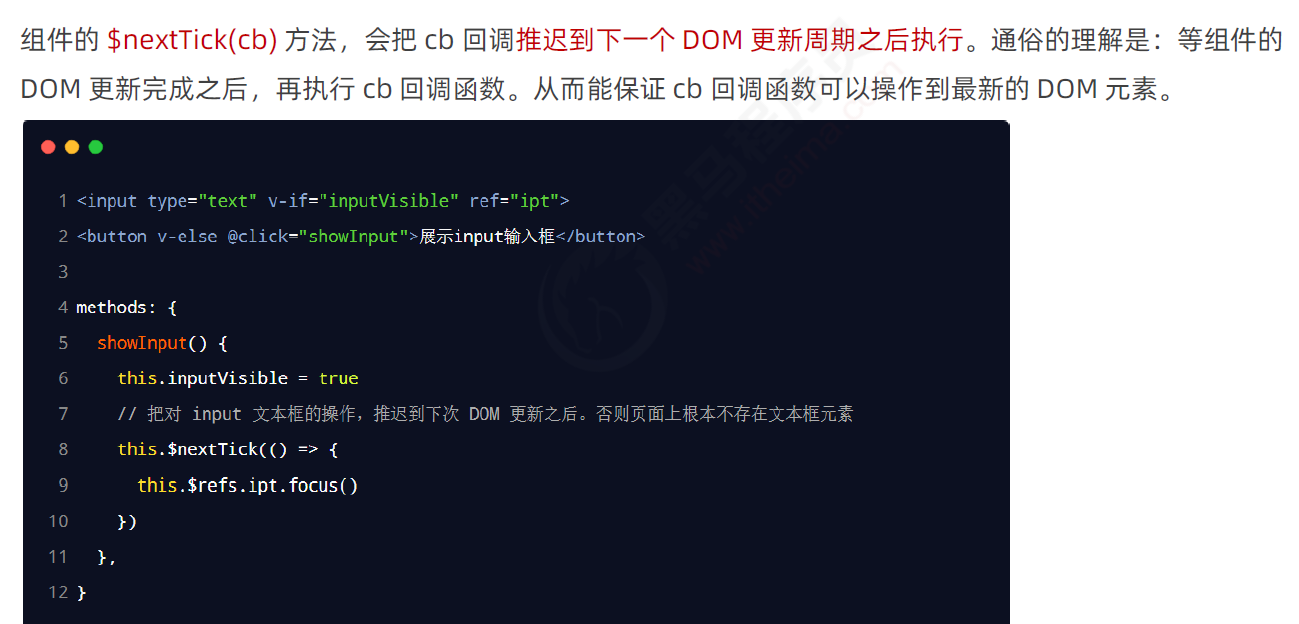 组件的 $nextTick(cb) 方法，会把 cb 回调推迟到下一个 DOM 更新周期之后执行。通俗的理解是：等组件的
DOM 更新完成之后，再执行 cb 回调函数。从而能保证 cb 回调函数可以操作到最新的 DOM 元素。
1 <input type="text" v-if="inputVisible" ref="ipt">
2 <button v-else @click="showInput">展示input输入框</button>
3
4 methods: {
5   showInput() {
6     this.inputVisible = true
7     // 把对 input 文本框的操作，推迟到下次 DOM 更新之后。否则页面上根本不存在文本框元素
8     this.$nextTick(() => {
9       this.$refs.ipt.focus()
10     })
11   },
12 }